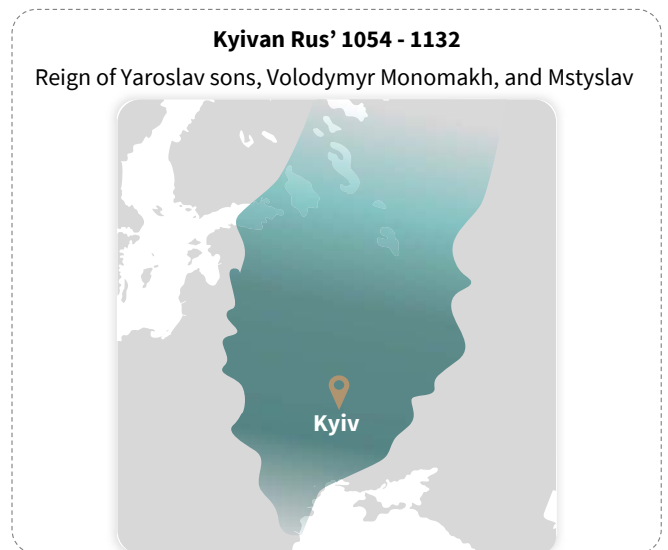 Kyivan Rus’ 1054 - 1132
Reign of Yaroslav sons, Volodymyr Monomakh, and Mstyslav
Kyiv